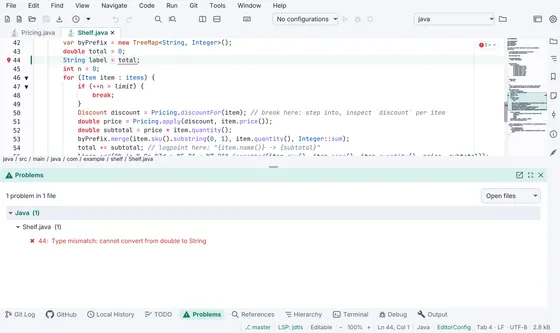 File Edit Find View Navigate Code Run Git Tools Window Help
No configurations java
Pricing.java Shelf.java
42 var byPrefix = new TreeMap<String, Integer>();
43 double total = 0;
44 String label = total;
45 int n = 0;
46 for (Item item : items) {
47 if (++n > limit) {
48 break;
49 }
50 Discount discount = Pricing.discountFor(item); // break here: step into, inspect `discount` per item
51 double price = Pricing.apply(discount, item.price());
52 double subtotal = price * item.quantity();
53 byPrefix.merge(item.sku().substring(0, 1), item.quantity(), Integer::sum);
54 total += subtotal; // logpoint here: "{item.name()} -> {subtotal}"
1
java / src / main / java / com / example / shelf / Shelf.java
Problems
1 problem in 1 file
Open files
Java (1)
Shelf.java (1)
44: Type mismatch: cannot convert from double to String
Git Log GitHub Local History TODO Problems References Hierarchy Terminal Debug Output
master LSP: jdtls Editable − 100% + Ln 44, Col 1 Java EditorConfig Tab 4 LF UTF-8 2.8 kB